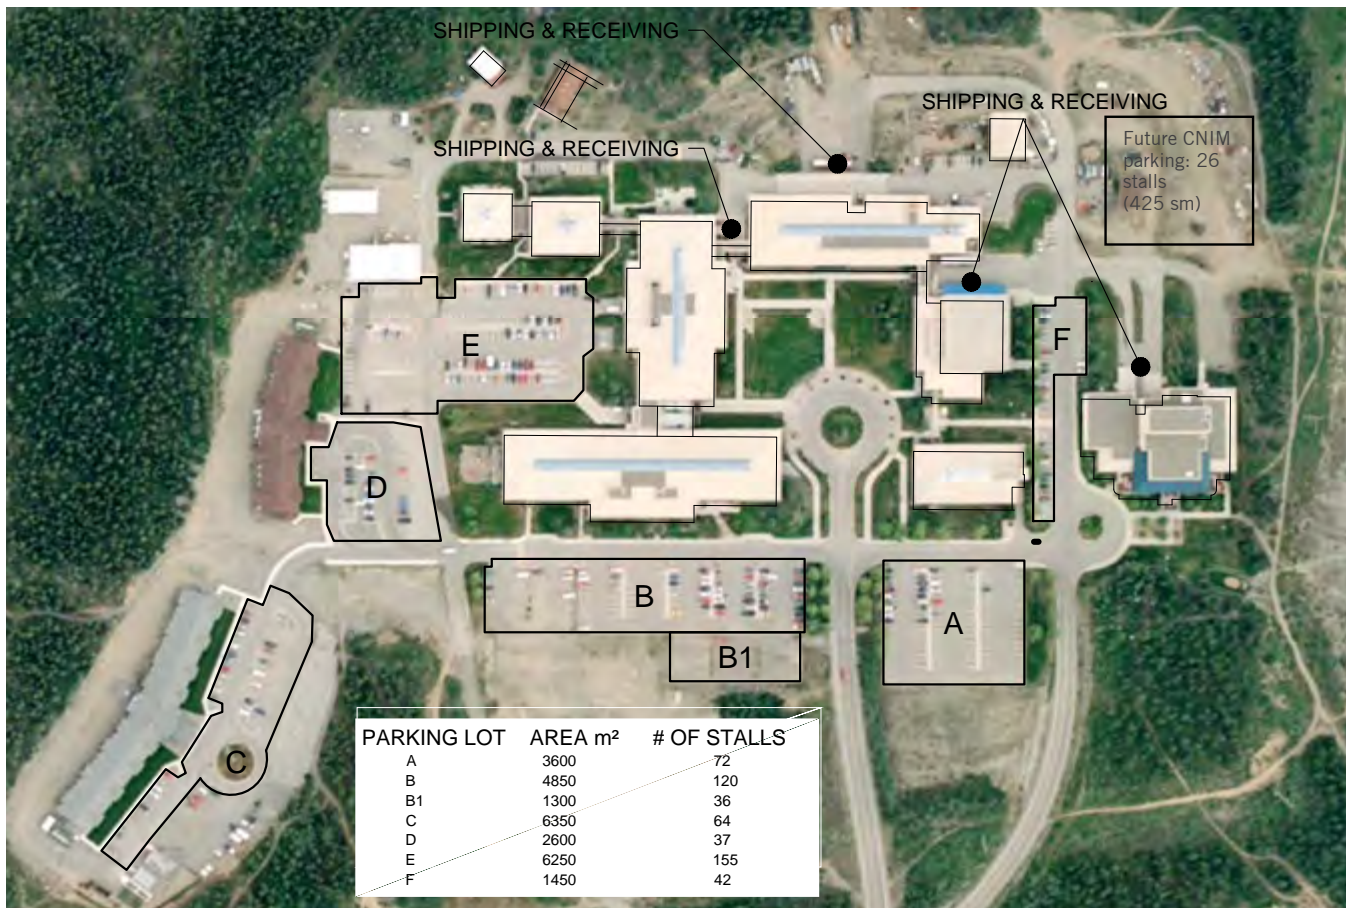 SHIPPING & RECEIVING
SHIPPING & RECEIVING
SHIPPING & RECEIVING
Future CNIM
parking: 26
stalls
(425 sm)
E
F
D
B
A
B1
C
PARKING LOT AREA m² # OF STALLS
A 3600 72
B 4850 120
B1 1300 36
C 6350 64
D 2600 37
E 6250 155
F 1450 42